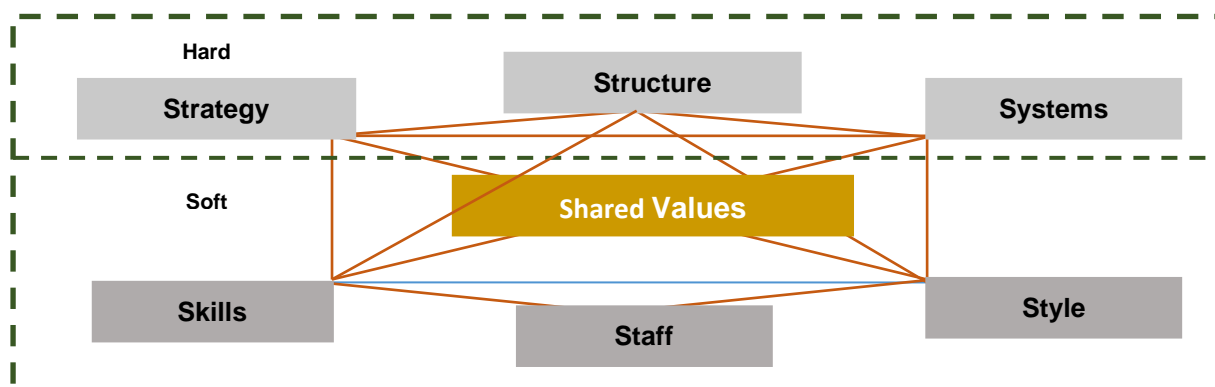 Hard
Strategy
Structure
Systems
Soft
Shared Values
Skills
Staff
Style